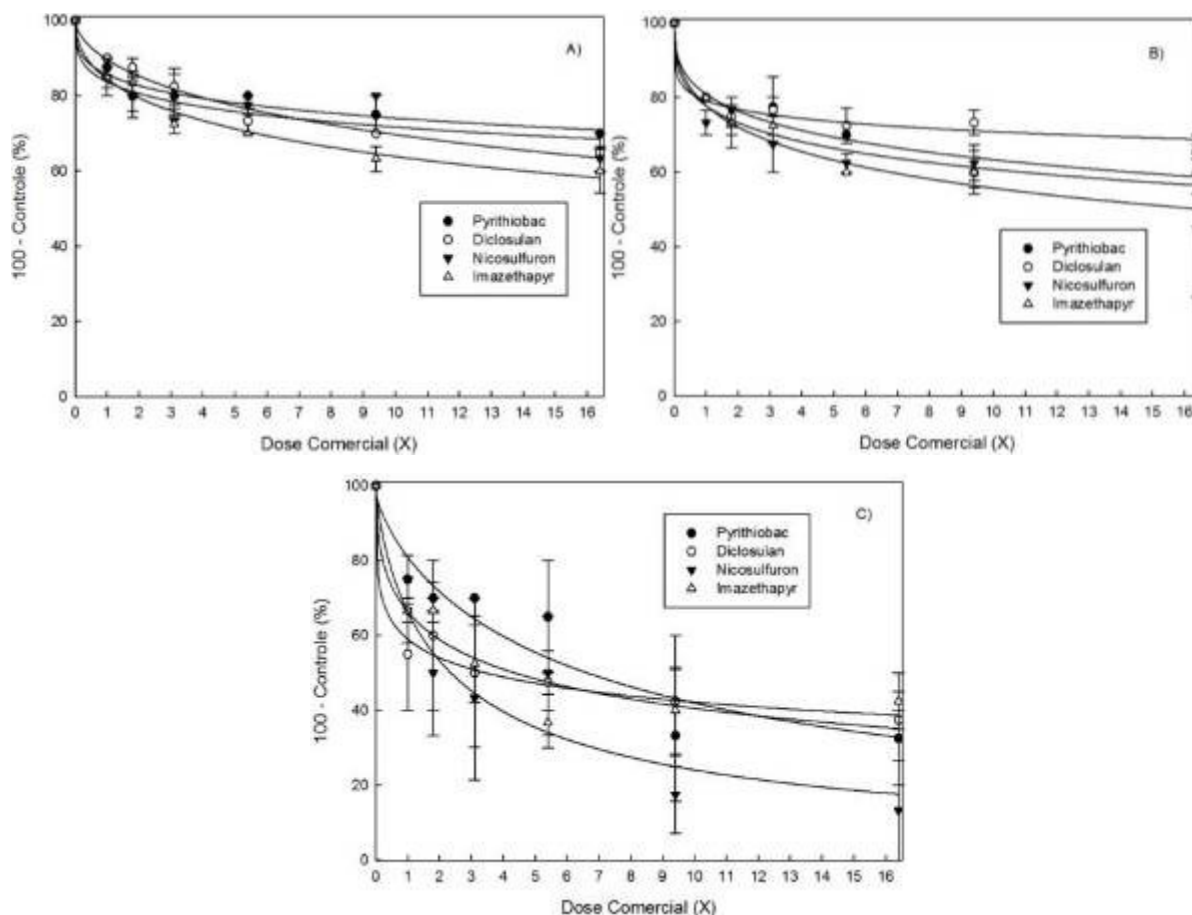 A)
100 - Controle (%)
100
80
60
40
20
0
Pyrithiobac
Diclosulan
Nicosulfuron
Imazethapyr
0 1 2 3 4 5 6 7 8 9 10 11 12 13 14 15 16
Dose Comercial (X)
B)
100 - Controle (%)
100
80
60
40
20
0
Pyrithiobac
Diclosulan
Nicosulfuron
Imazethapyr
0 1 2 3 4 5 6 7 8 9 10 11 12 13 14 15 16
Dose Comercial (X)
C)
100 - Controle (%)
100
80
60
40
20
0
Pyrithiobac
Diclosulan
Nicosulfuron
Imazethapyr
0 1 2 3 4 5 6 7 8 9 10 11 12 13 14 15 16
Dose Comercial (X)